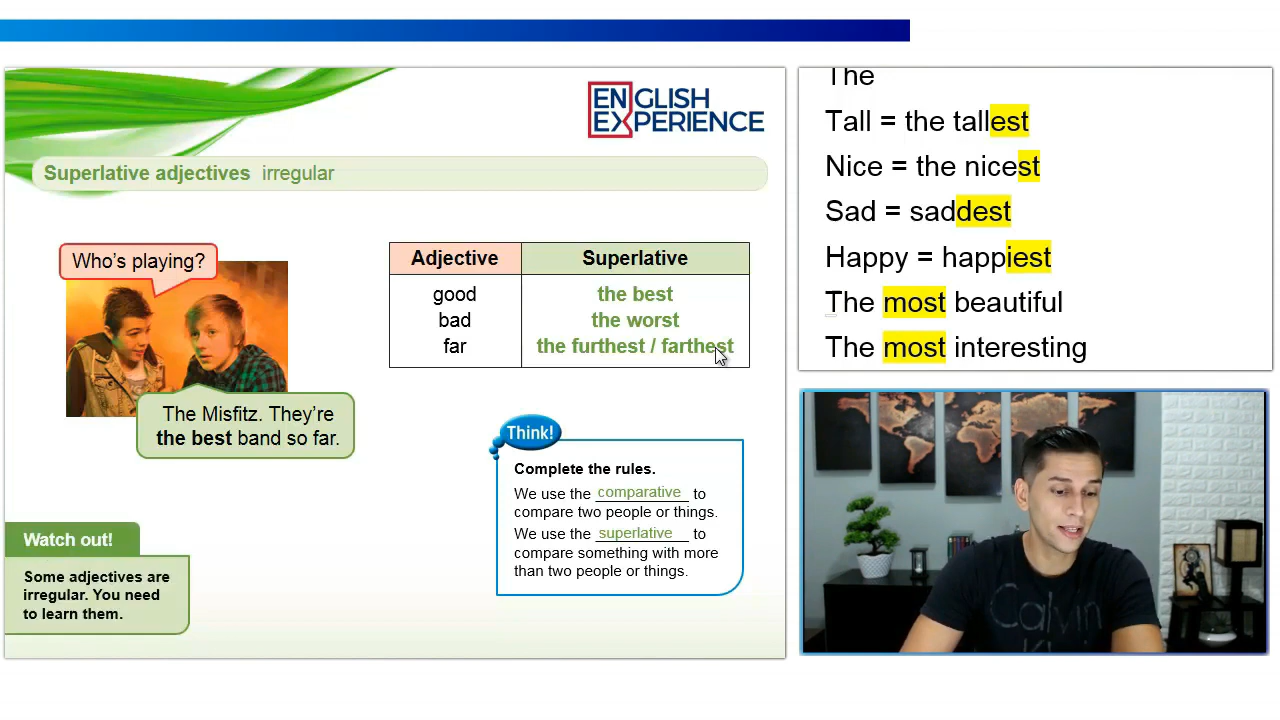 ENGLISH
EXPERIENCE
Superlative adjectives irregular
Who's playing?
The Misfitz. They're
the best band so far.
Adjective Superlative
good the best
bad the worst
far the furthest / farthest
Think!
Complete the rules.
We use the comparative to
compare two people or things.
We use the superlative to
compare something with more
than two people or things.
Watch out!
Some adjectives are
irregular. You need
to learn them.
The
Tall = the tallest
Nice = the nicest
Sad = saddest
Happy = happiest
The most beautiful
The most interesting
Calvin